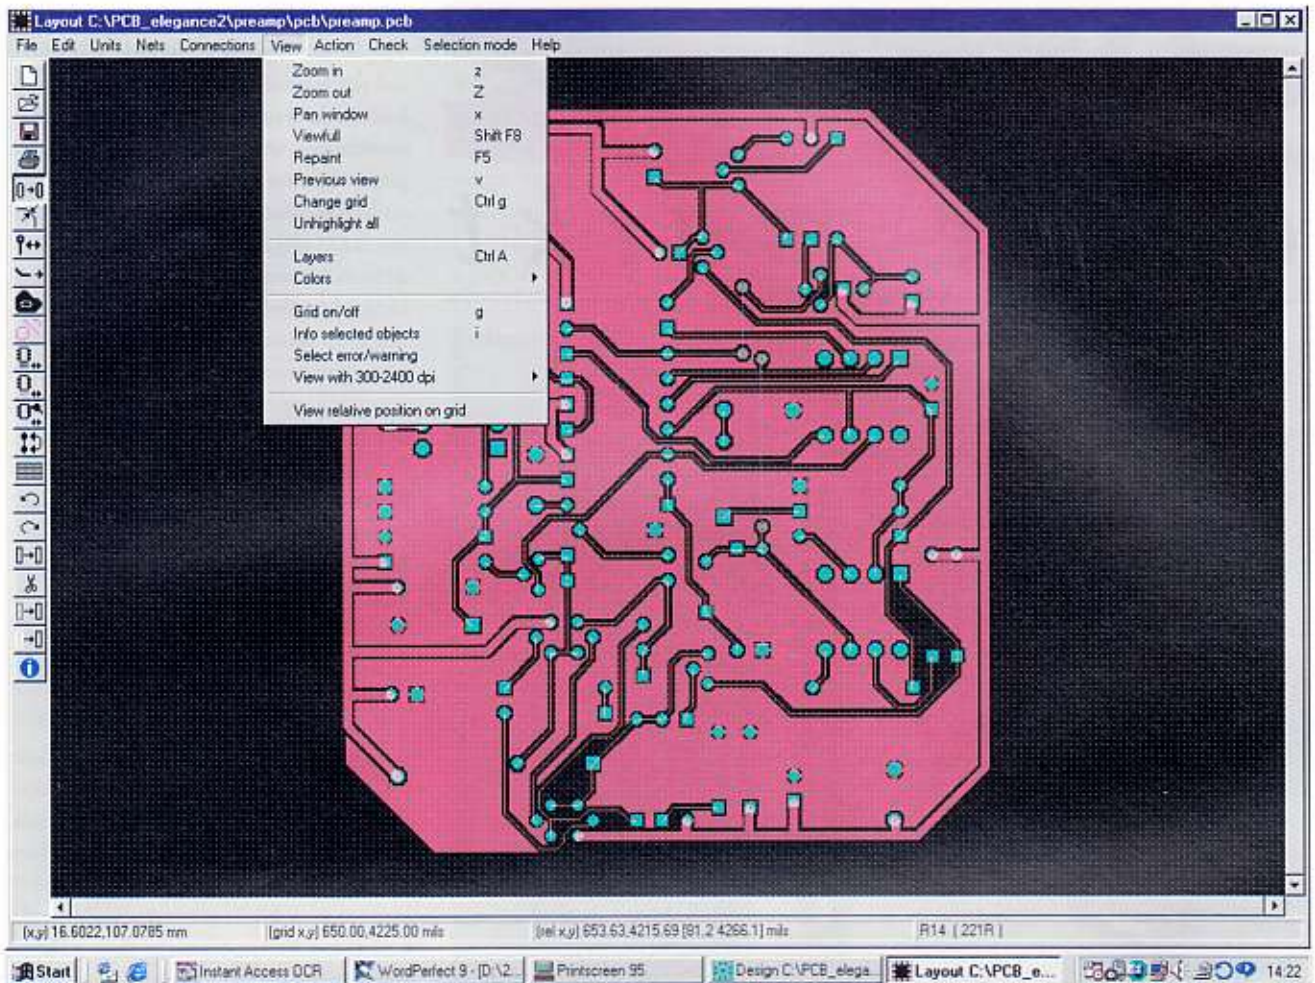 Layout C:\PCB_elegance2\preamp\pcb\preamp.pcb
File Edit Units Nets Connections View Action Check Selection mode Help
Zoom in z
Zoom out Z
Pan window x
Viewfull Shift F8
Repaint F5
Previous view v
Change grid Ctrl g
Unhighlight all
Layers Ctrl A
Colors
Grid on/off g
Info selected objects i
Select error/warning
View with 300-2400 dpi
View relative position on grid
(x,y) 16.6022,107.0785 mm (grid x,y) 650.00,4225.00 mils (rel x,y) 653.63,4215.69 [81.2 4266.1] mils R14 ( 221R )
Start Instant Access OCR WordPerfect 9 - [D:\2... Printscreen 95 Design C:\PCB_elega... Layout C:\PCB_e... 14:22